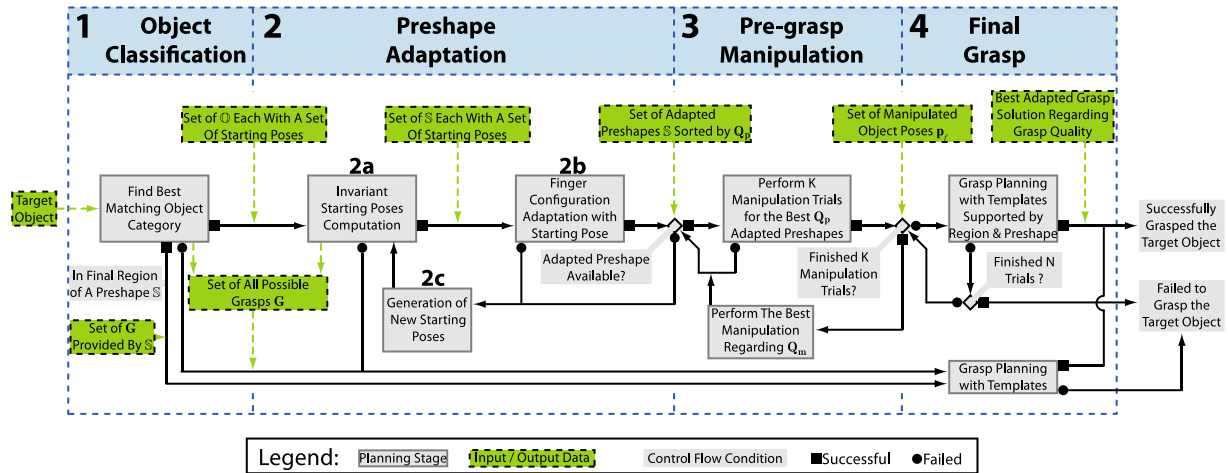 1 Object
Classification
2 Preshape
Adaptation
3 Pre-grasp
Manipulation
4 Final
Grasp
Set of 𝕆 Each With A Set
Of Starting Poses
Set of 𝕊 Each With A Set
Of Starting Poses
Set of Adapted
Preshapes 𝕊 Sorted by Qp
Set of Manipulated
Object Poses pf
Best Adapted Grasp
Solution Regarding
Grasp Quality
Target
Object
Find Best
Matching Object
Category
2a
Invariant
Starting Poses
Computation
2b
Finger
Configuration
Adaptation with
Starting Pose
Perform K
Manipulation Trials
for the Best Qp
Adapted Preshapes
Grasp Planning
with Templates
Supported by
Region & Preshape
Successfully
Grasped the
Target Object
Adapted Preshape
Available?
Finished K
Manipulation
Trials?
Finished N
Trials ?
In Final Region
of A Preshape 𝕊
Set of All Possible
Grasps G
2c
Generation of
New Starting
Poses
Perform The Best
Manipulation
Regarding Qm
Failed to
Grasp the
Target Object
Set of G
Provided By 𝕊
Grasp Planning
with Templates
Legend: Planning Stage Input / Output Data Control Flow Condition Successful Failed